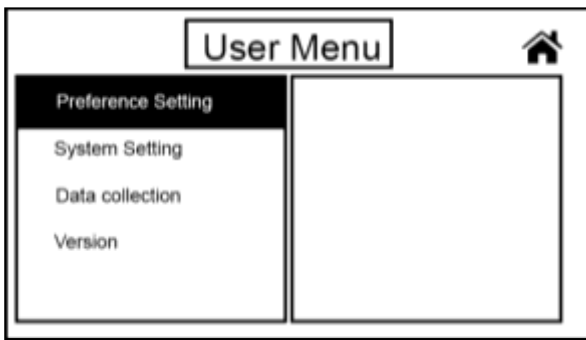 User Menu
Preference Setting
System Setting
Data collection
Version